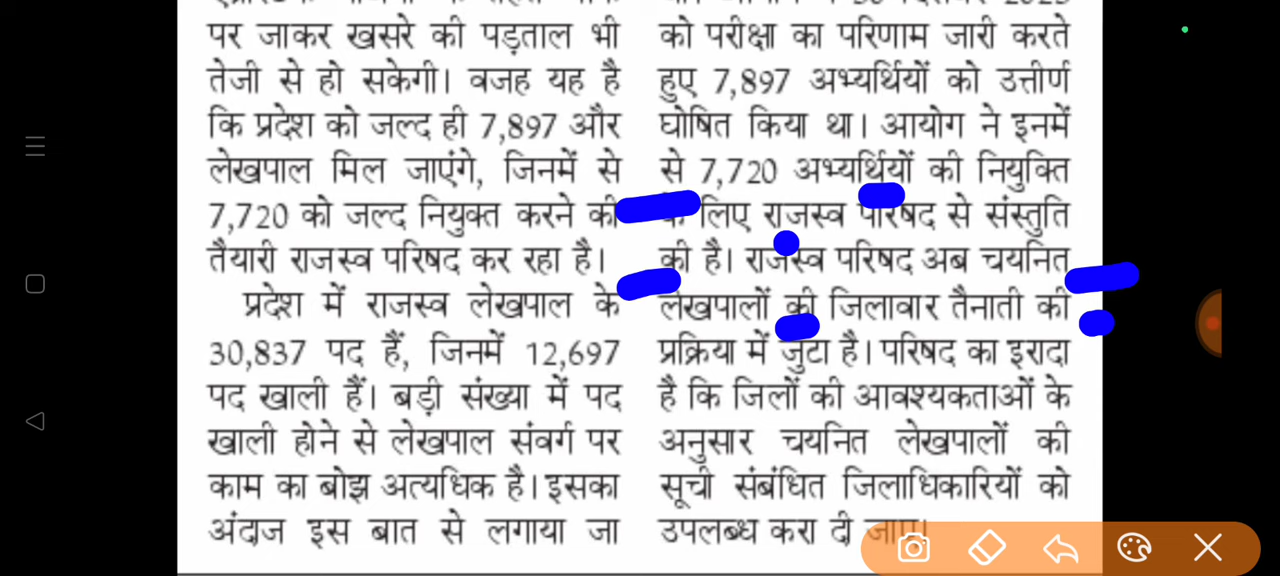 पर जाकर खसरे की पड़ताल भी
तेजी से हो सकेगी। वजह यह है
कि प्रदेश को जल्द ही 7,897 और
लेखपाल मिल जाएंगे, जिनमें से
7,720 को जल्द नियुक्त करने की
तैयारी राजस्व परिषद कर रहा है।
प्रदेश में राजस्व लेखपाल के
30,837 पद हैं, जिनमें 12,697
पद खाली हैं। बड़ी संख्या में पद
खाली होने से लेखपाल संवर्ग पर
काम का बोझ अत्यधिक है। इसका
अंदाज इस बात से लगाया जा
को परीक्षा का परिणाम जारी करते
हुए 7,897 अभ्यर्थियों को उत्तीर्ण
घोषित किया था। आयोग ने इनमें
से 7,720 अभ्यर्थियों की नियुक्ति
के लिए राजस्व परिषद से संस्तुति
की है। राजस्व परिषद अब चयनित
लेखपालों की जिलावार तैनाती की
प्रक्रिया में जुटा है। परिषद का इरादा
है कि जिलों की आवश्यकताओं के
अनुसार चयनित लेखपालों की
सूची संबंधित जिलाधिकारियों को
उपलब्ध करा दी जाए।